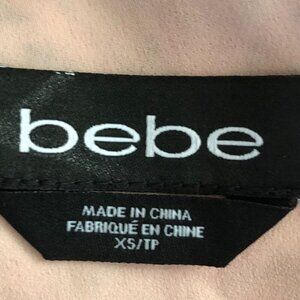 bebe
MADE IN CHINA
FABRIQUÉ EN CHINE
XS/TP